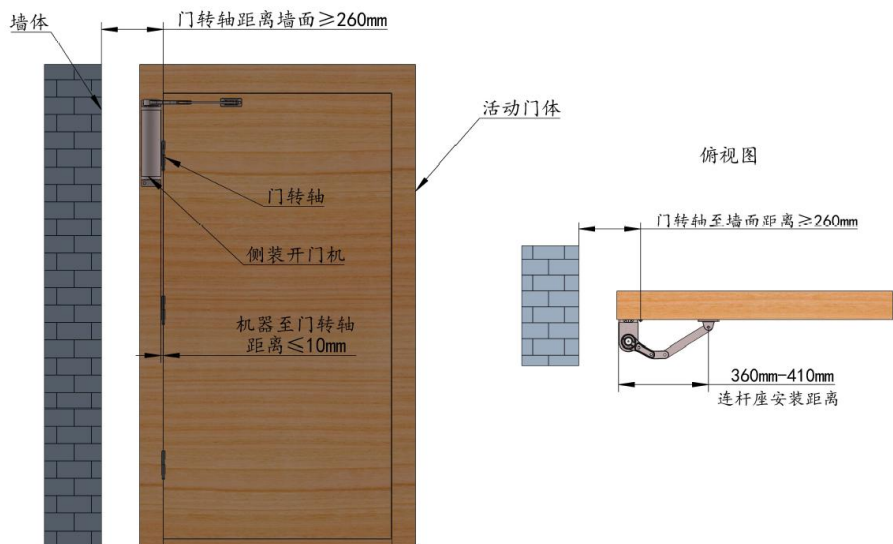 墙体
门转轴距离墙面≥260mm
活动门体
门转轴
侧装开门机
机器至门转轴
距离≤10mm
俯视图
门转轴至墙面距离≥260mm
360mm-410mm
连杆座安装距离